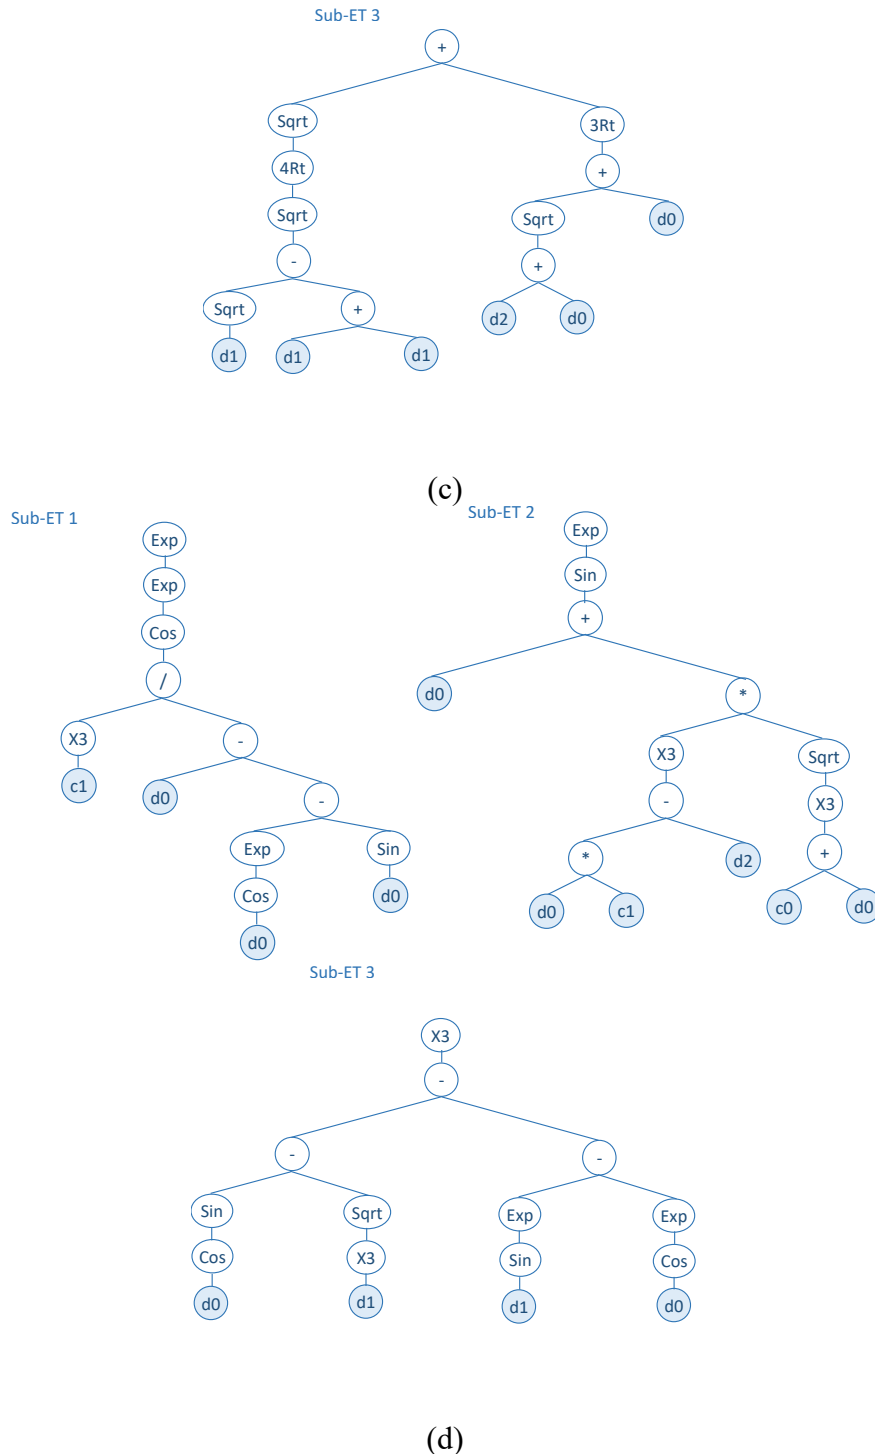 Sub-ET 3
+
Sqrt 3Rt
4Rt +
Sqrt Sqrt d0
- +
Sqrt + d2 d0
d1 d1 d1
(c)
Sub-ET 1
Exp
Exp
Cos
/
X3 -
c1 d0 -
Exp Sin
Cos d0
d0
Sub-ET 2
Exp
Sin
+
d0 *
X3 Sqrt
- X3
* d2 +
d0 c1 c0 d0
Sub-ET 3
X3
-
- -
Sin Sqrt Exp Exp
Cos X3 Sin Cos
d0 d1 d1 d0
(d)